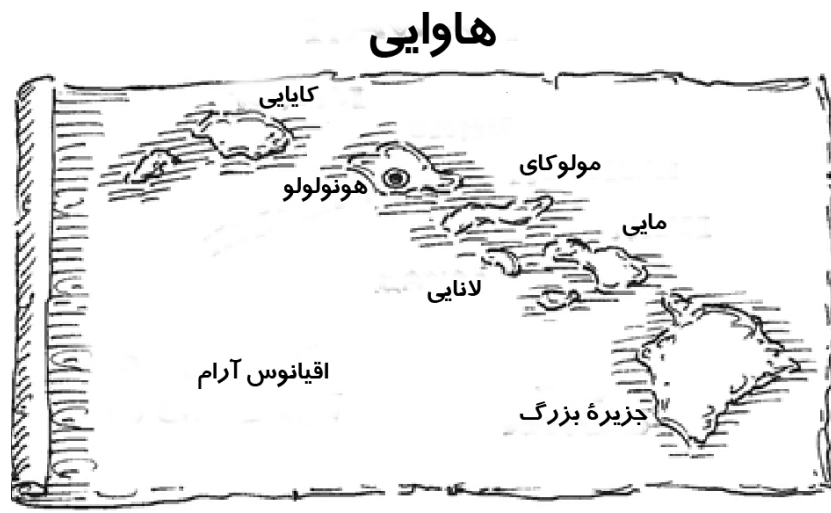 هاوایی
کایایی
مولوکای
هونولولو
مایی
لانایی
اقیانوس آرام
جزیرهٔ بزرگ